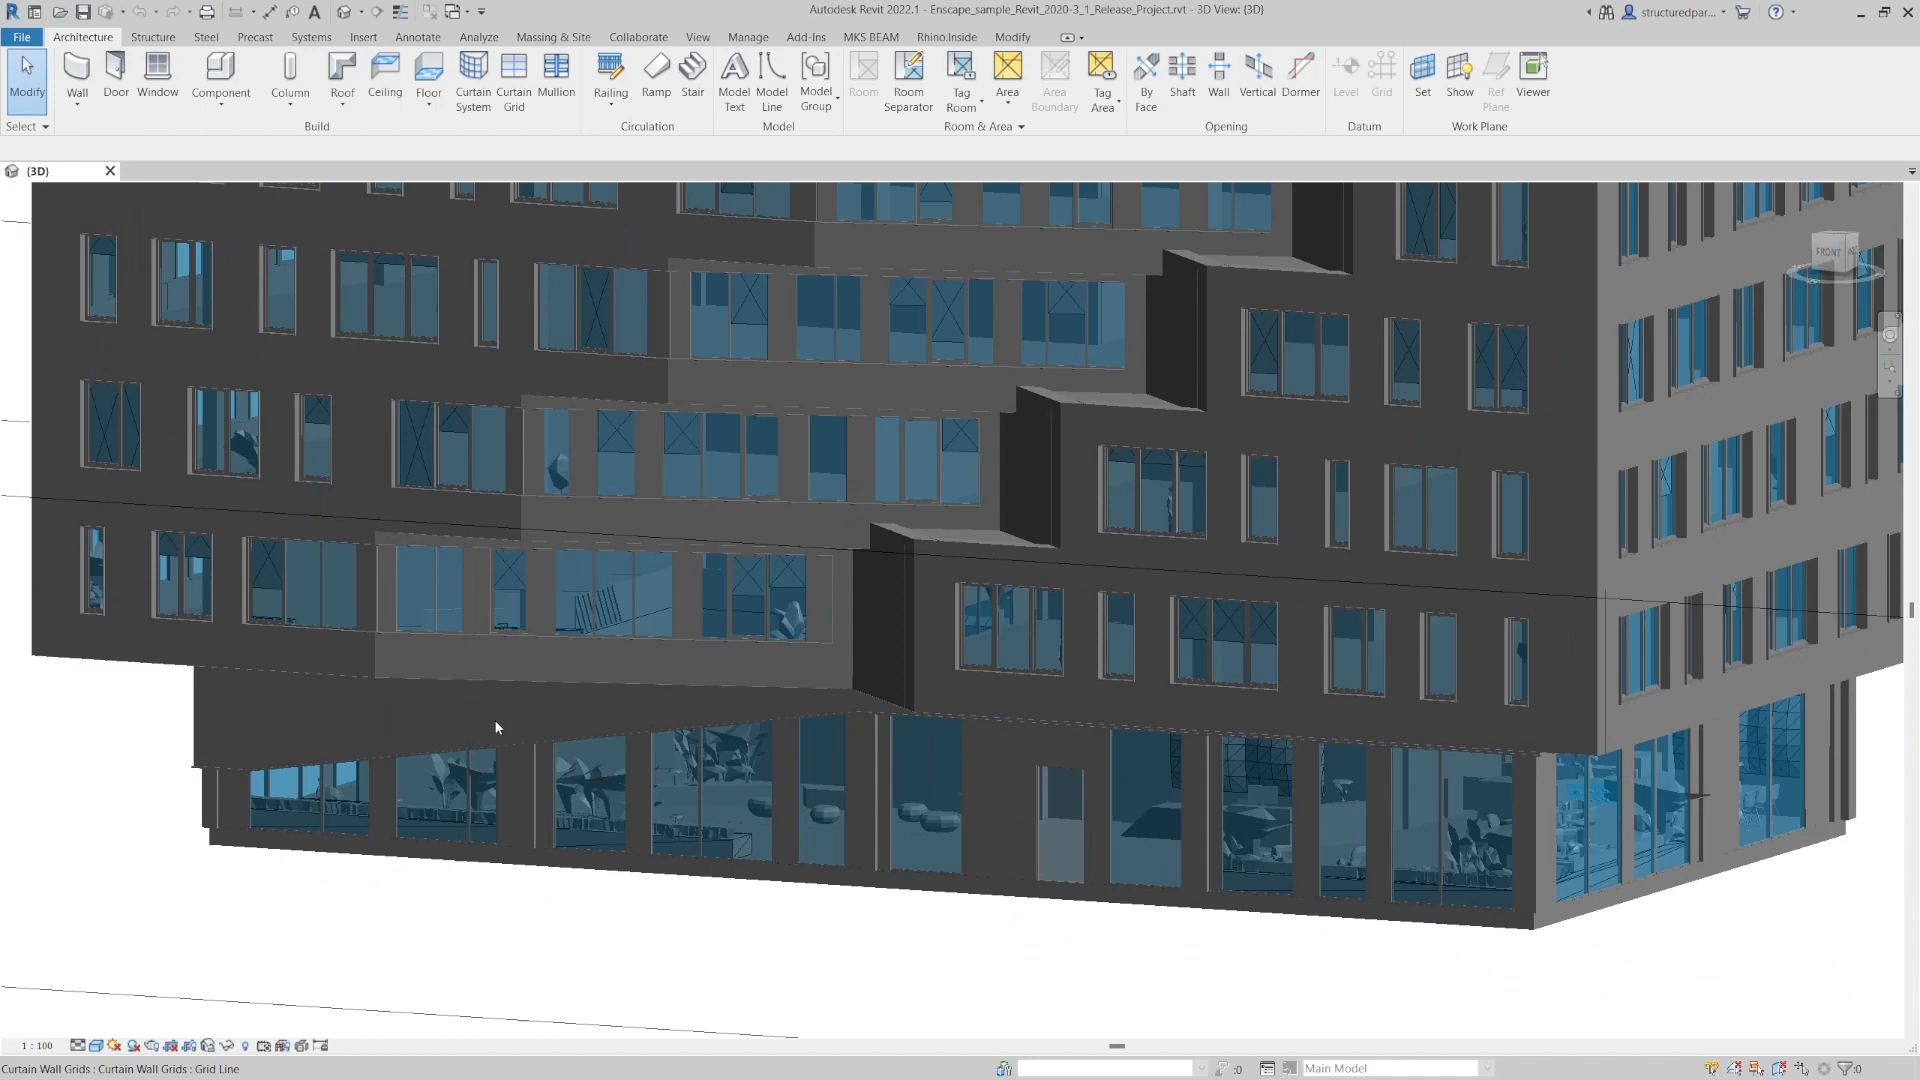 Autodesk Revit 2022.1 - Enscape_sample_Revit_2020-3_1_Release_Project.rvt - 3D View: {3D}
structuredpar...
File Architecture Structure Steel Precast Systems Insert Annotate Analyze Massing & Site Collaborate View Manage Add-Ins MKS BEAM Rhino.Inside Modify
Modify Wall Door Window Component Column Roof Ceiling Floor Curtain System Curtain Grid Mullion Railing Ramp Stair Model Text Model Line Model Group Room Room Separator Tag Room Area Area Boundary Tag Area By Face Shaft Wall Vertical Dormer Level Grid Set Show Ref Plane Viewer
Select Build Circulation Model Room & Area Opening Datum Work Plane
{3D}
FRONT
1 : 100
Curtain Wall Grids : Curtain Wall Grids : Grid Line
:0
Main Model
:0